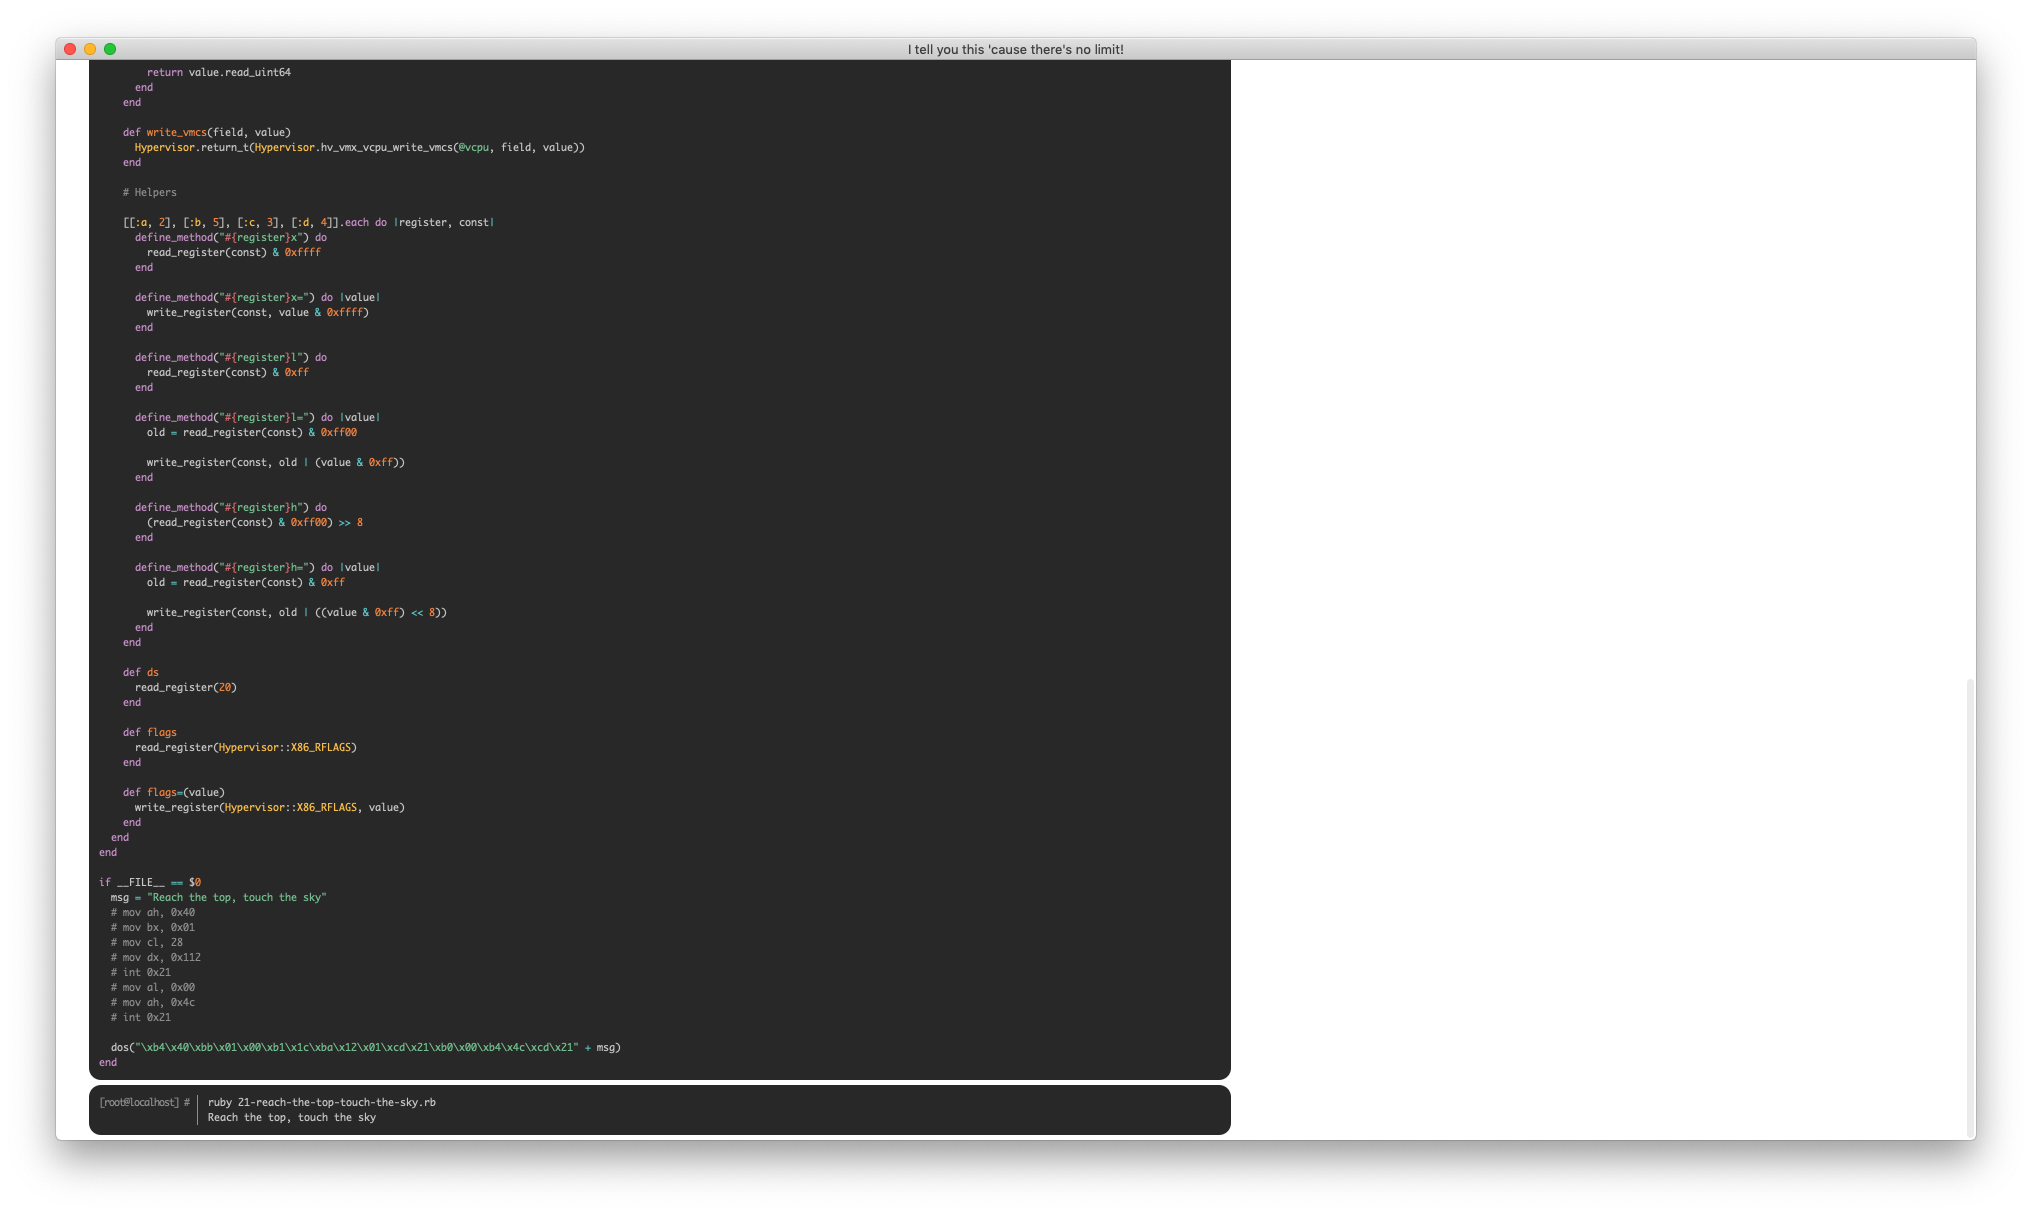 I tell you this 'cause there's no limit!
return value.read_uint64
end
end
def write_vmcs(field, value)
Hypervisor.return_t(Hypervisor.hv_vmx_vcpu_write_vmcs(@vcpu, field, value))
end
# Helpers
[[:a, 2], [:b, 5], [:c, 3], [:d, 4]].each do |register, const|
define_method("#{register}x") do
read_register(const) & 0xffff
end
define_method("#{register}x=") do |value|
write_register(const, value & 0xffff)
end
define_method("#{register}l") do
read_register(const) & 0xff
end
define_method("#{register}l=") do |value|
old = read_register(const) & 0xff00
write_register(const, old | (value & 0xff))
end
define_method("#{register}h") do
(read_register(const) & 0xff00) >> 8
end
define_method("#{register}h=") do |value|
old = read_register(const) & 0xff
write_register(const, old | ((value & 0xff) << 8))
end
end
def ds
read_register(20)
end
def flags
read_register(Hypervisor::X86_RFLAGS)
end
def flags=(value)
write_register(Hypervisor::X86_RFLAGS, value)
end
end
end
if __FILE__ == $0
msg = "Reach the top, touch the sky"
# mov ah, 0x40
# mov bx, 0x01
# mov cl, 28
# mov dx, 0x112
# int 0x21
# mov al, 0x00
# mov ah, 0x4c
# int 0x21
dos("\xb4\x40\xbb\x01\x00\xb1\x1c\xba\x12\x01\xcd\x21\xb0\x00\xb4\x4c\xcd\x21" + msg)
end
[root@localhost] # ruby 21-reach-the-top-touch-the-sky.rb
Reach the top, touch the sky